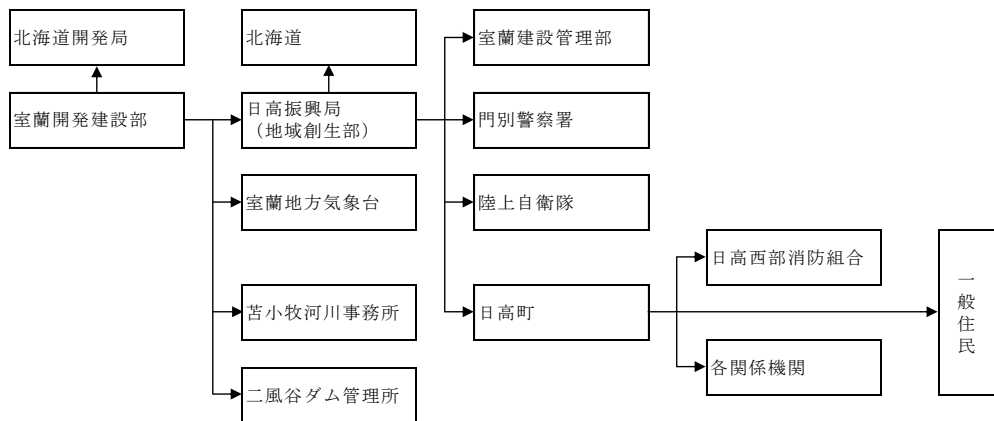 北海道開発局
北海道
室蘭建設管理部
室蘭開発建設部
日高振興局
（地域創生部）
門別警察署
室蘭地方気象台
陸上自衛隊
日高西部消防組合
苫小牧河川事務所
日高町
一般住民
二風谷ダム管理所
各関係機関